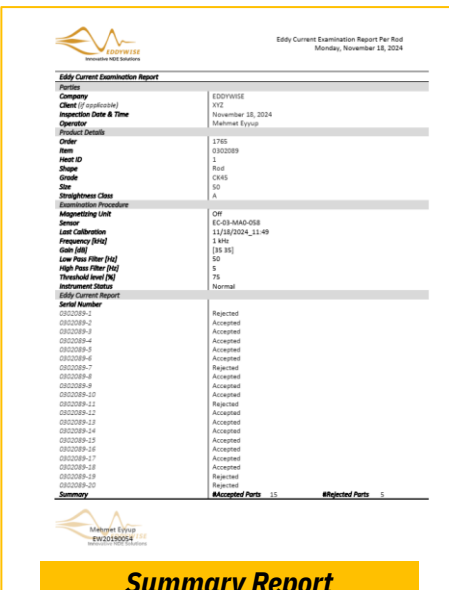 EDDYWISE
Innovative NDE Solutions
Eddy Current Examination Report Per Rod
Monday, November 18, 2024
Eddy Current Examination Report
Parties
Company EDDYWISE
Client (if applicable) XYZ
Inspection Date & Time November 18, 2024
Operator Mehmet Eyyup
Product Details
Order 1765
Item 0302089
Heat ID 1
Shape Rod
Grade CK45
Size 50
Straightness Class A
Examination Procedure
Magnetizing Unit Off
Sensor EC-03-MA0-058
Last Calibration 11/18/2024_11:49
Frequency [kHz] 1 kHz
Gain [dB] [35 35]
Low Pass Filter [Hz] 50
High Pass Filter [Hz] 5
Threshold level [%] 75
Instrument Status Normal
Eddy Current Report
Serial Number
0302089-1 Rejected
0302089-2 Accepted
0302089-3 Accepted
0302089-4 Accepted
0302089-5 Accepted
0302089-6 Accepted
0302089-7 Rejected
0302089-8 Accepted
0302089-9 Accepted
0302089-10 Accepted
0302089-11 Rejected
0302089-12 Accepted
0302089-13 Accepted
0302089-14 Accepted
0302089-15 Accepted
0302089-16 Accepted
0302089-17 Accepted
0302089-18 Accepted
0302089-19 Rejected
0302089-20 Rejected
Summary #Accepted Parts 15 #Rejected Parts 5
Mehmet Eyyup
EW20190054
Innovative NDE Solutions
Summary Report